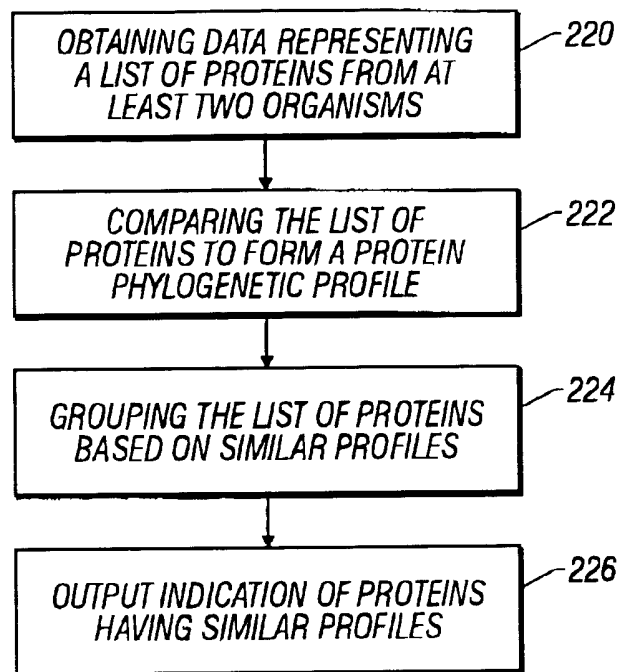 OBTAINING DATA REPRESENTING
A LIST OF PROTEINS FROM AT
LEAST TWO ORGANISMS
220
COMPARING THE LIST OF
PROTEINS TO FORM A PROTEIN
PHYLOGENETIC PROFILE
222
GROUPING THE LIST OF PROTEINS
BASED ON SIMILAR PROFILES
224
OUTPUT INDICATION OF PROTEINS
HAVING SIMILAR PROFILES
226